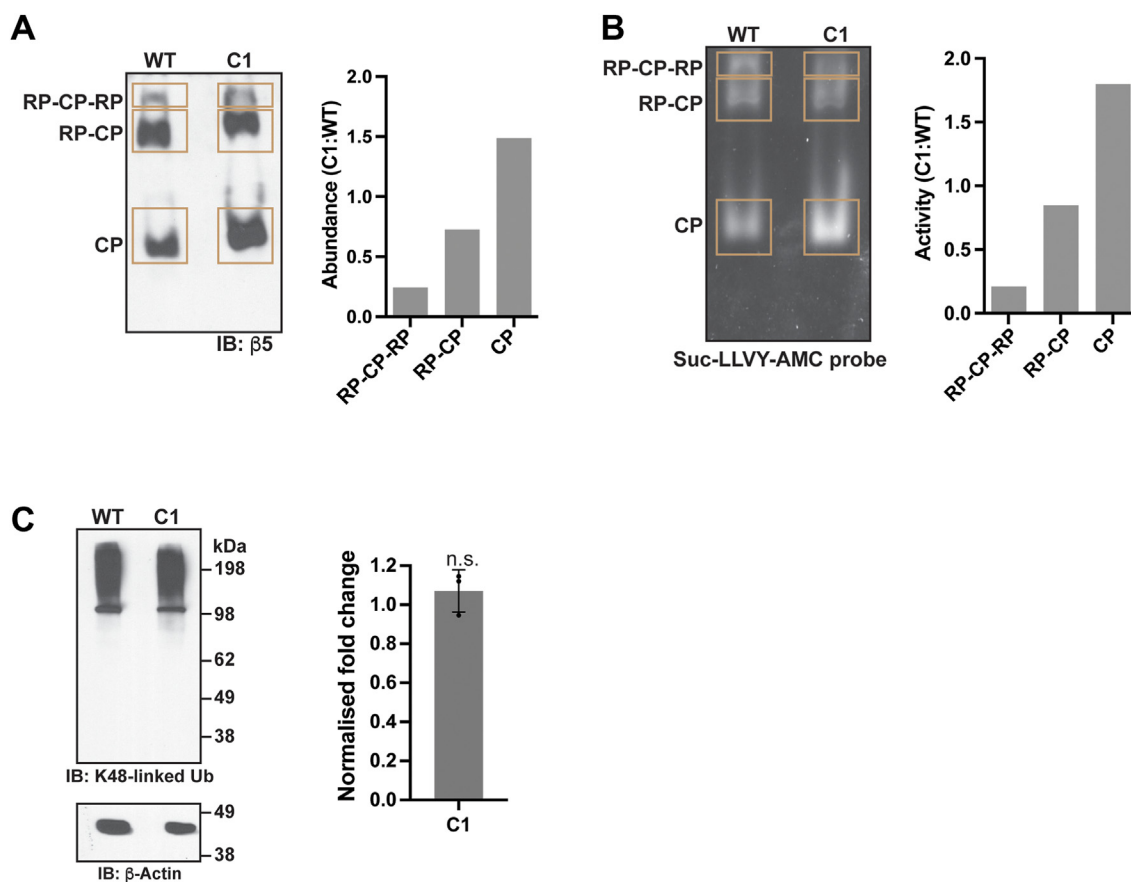 A
WT C1
RP-CP-RP
RP-CP
CP
IB: β5
Abundance (C1:WT)
2.0
1.5
1.0
0.5
0.0
RP-CP-RP
RP-CP
CP
B
WT C1
RP-CP-RP
RP-CP
CP
Suc-LLVY-AMC probe
Activity (C1:WT)
2.0
1.5
1.0
0.5
0.0
RP-CP-RP
RP-CP
CP
C
WT C1
kDa
198
98
62
49
38
IB: K48-linked Ub
49
38
IB: β-Actin
Normalised fold change
n.s.
1.2
1.0
0.8
0.6
0.4
0.2
0.0
C1